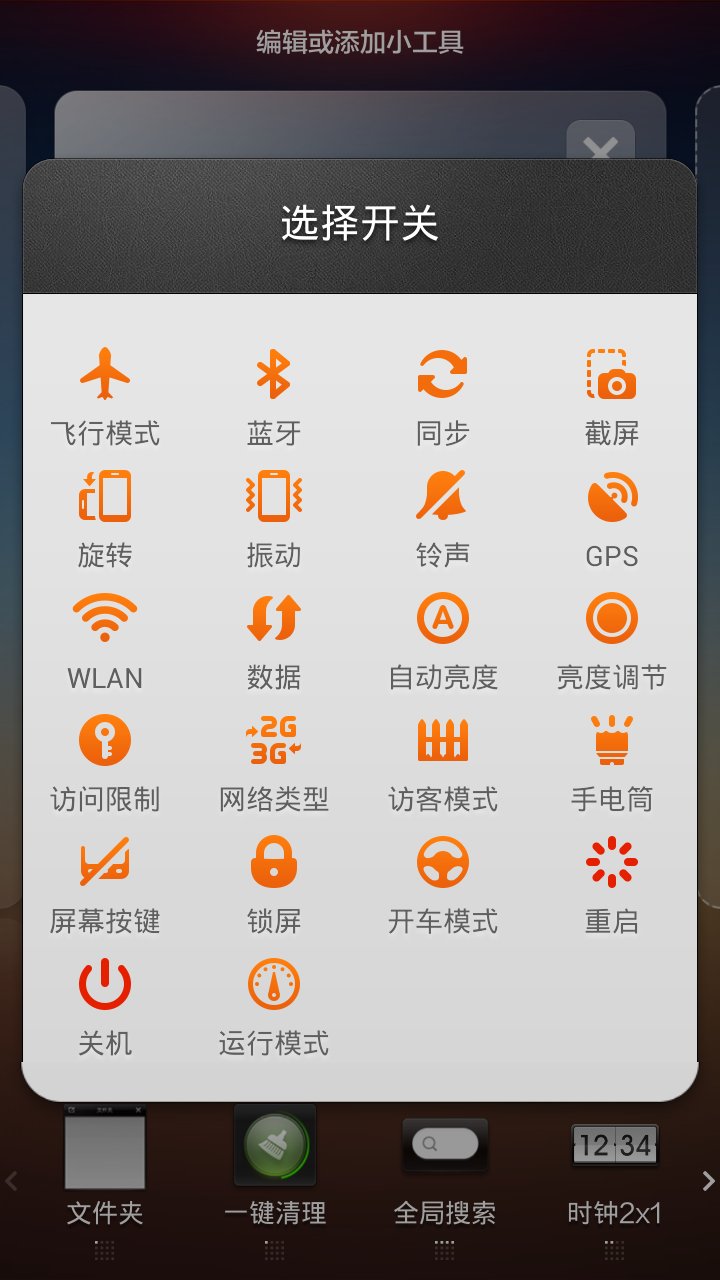 编辑或添加小工具
选择开关
飞行模式 蓝牙 同步 截屏
旋转 振动 铃声 GPS
A
WLAN 数据 自动亮度 亮度调节
2G
3G
访问限制 网络类型 访客模式 手电筒
屏幕按键 锁屏 开车模式 重启
关机 运行模式
12:34
文件夹 一键清理 全局搜索 时钟2x1